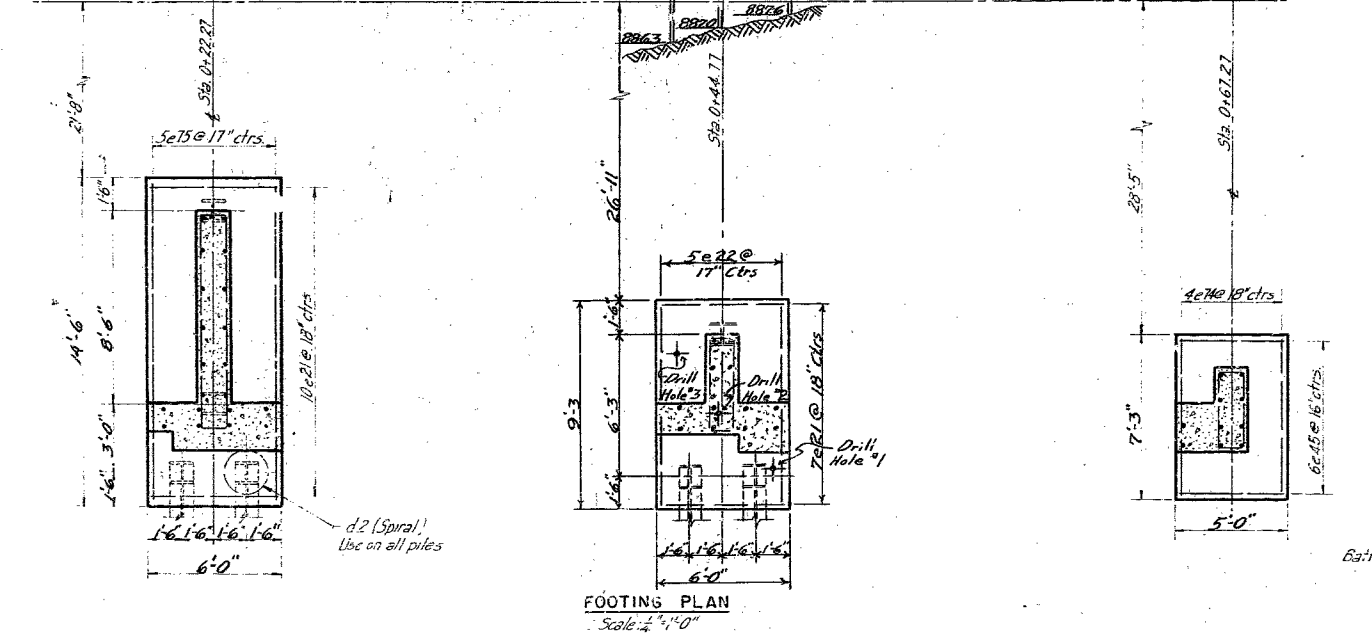 8826
8820
8863
21'-8"
℄ Sta. 0+22.27
Sta. 0+44.77
Sta. 0+67.27
℄
28'-5"
26'-11"
5e75@17" ctrs.
1'-6"
8'-6"
14'-6"
3'-0"
1'-6"
10e21@18" ctrs
1'-6" 1'-6" 1'-6" 1'-6"
6'-0"
d2 (Spiral)
Use on all piles
5e22@
17" Ctrs
1'-6"
6'-3"
9'-3
1'-6"
Drill
Hole #3
Drill
Hole #2
7e21@18" Ctrs
Drill
Hole #1
1'-6 1'-6 1'-6 1'-6"
6'-0"
4e74@18" ctrs
7'-3"
6e45@16" ctrs.
5'-0"
FOOTING PLAN
Scale: ¼"=1'-0"